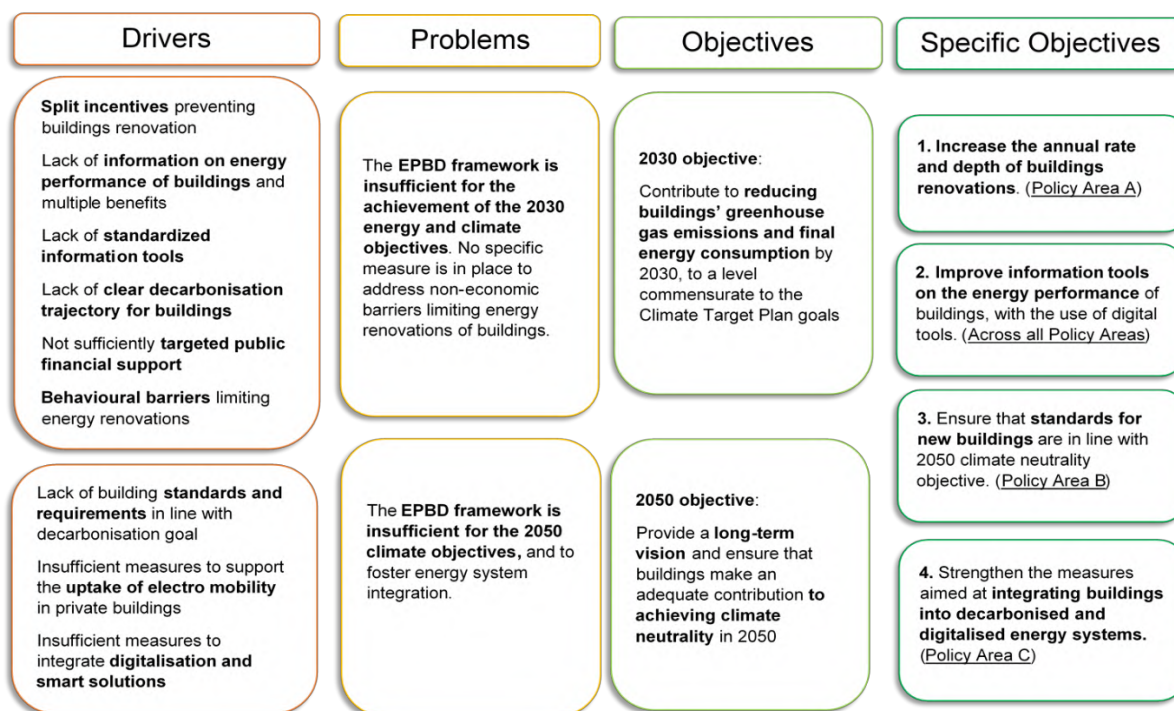 Drivers
Split incentives preventing
buildings renovation
Lack of information on energy
performance of buildings and
multiple benefits
Lack of standardized
information tools
Lack of clear decarbonisation
trajectory for buildings
Not sufficiently targeted public
financial support
Behavioural barriers limiting
energy renovations
Lack of building standards and
requirements in line with
decarbonisation goal
Insufficient measures to support
the uptake of electro mobility
in private buildings
Insufficient measures to
integrate digitalisation and
smart solutions
Problems
The EPBD framework is
insufficient for the
achievement of the 2030
energy and climate
objectives. No specific
measure is in place to
address non-economic
barriers limiting energy
renovations of buildings.
The EPBD framework is
insufficient for the 2050
climate objectives, and to
foster energy system
integration.
Objectives
2030 objective:
Contribute to reducing
buildings' greenhouse
gas emissions and final
energy consumption by
2030, to a level
commensurate to the
Climate Target Plan goals
2050 objective:
Provide a long-term
vision and ensure that
buildings make an
adequate contribution to
achieving climate
neutrality in 2050
Specific Objectives
1. Increase the annual rate
and depth of buildings
renovations. (Policy Area A)
2. Improve information tools
on the energy performance of
buildings, with the use of digital
tools. (Across all Policy Areas)
3. Ensure that standards for
new buildings are in line with
2050 climate neutrality
objective. (Policy Area B)
4. Strengthen the measures
aimed at integrating buildings
into decarbonised and
digitalised energy systems.
(Policy Area C)